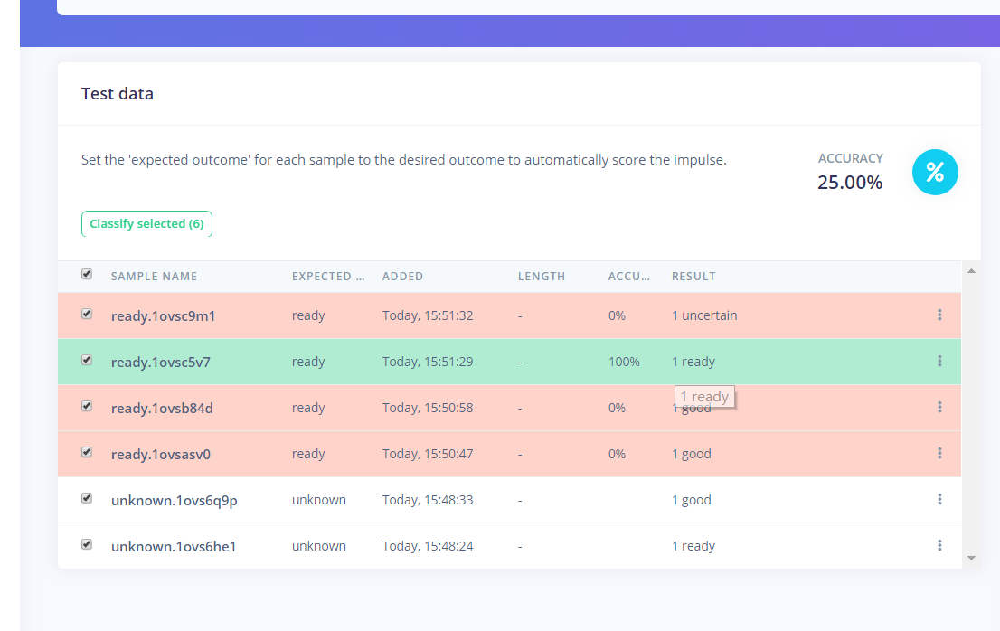 Test data
Set the 'expected outcome' for each sample to the desired outcome to automatically score the impulse.
ACCURACY
25.00%
%
Classify selected (6)
SAMPLE NAME EXPECTED ... ADDED LENGTH ACCU... RESULT
ready.1ovsc9m1 ready Today, 15:51:32 - 0% 1 uncertain
ready.1ovsc5v7 ready Today, 15:51:29 - 100% 1 ready
1 ready
ready.1ovsb84d ready Today, 15:50:58 - 0% 1 good
ready.1ovsasv0 ready Today, 15:50:47 - 0% 1 good
unknown.1ovs6q9p unknown Today, 15:48:33 - 1 good
unknown.1ovs6he1 unknown Today, 15:48:24 - 1 ready